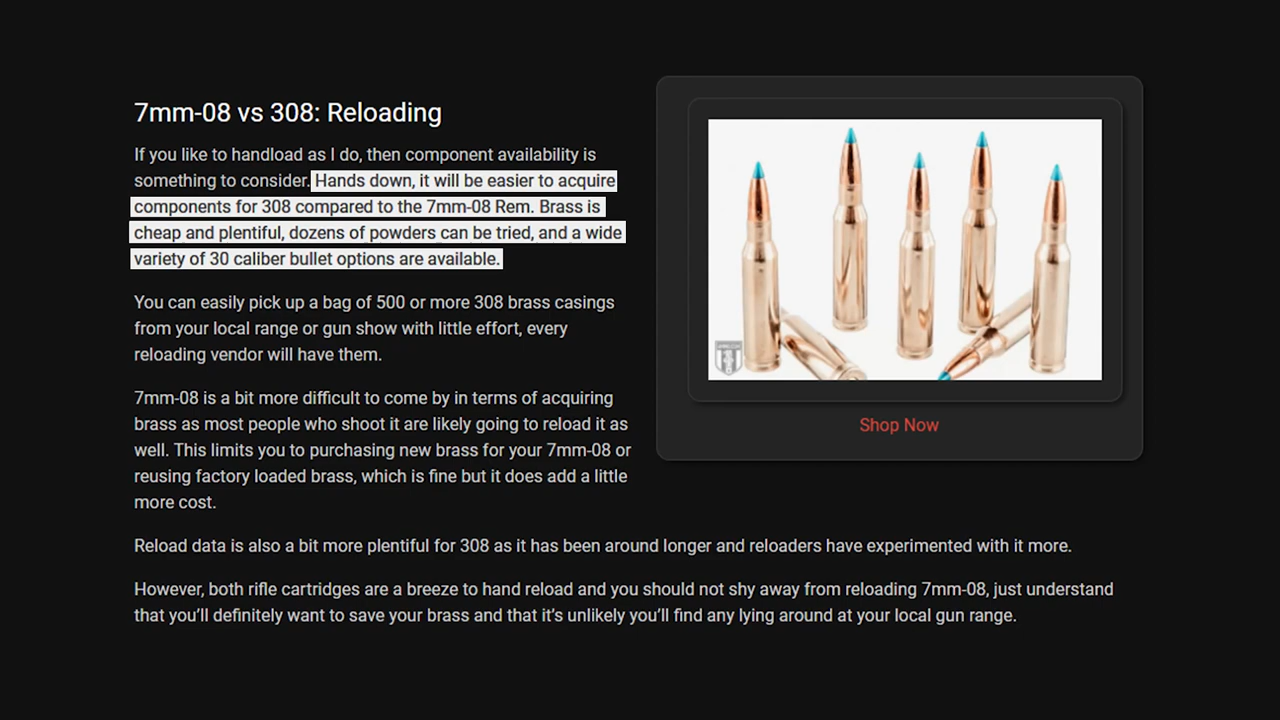 7mm-08 vs 308: Reloading
If you like to handload as I do, then component availability is
something to consider. Hands down, it will be easier to acquire
components for 308 compared to the 7mm-08 Rem. Brass is
cheap and plentiful, dozens of powders can be tried, and a wide
variety of 30 caliber bullet options are available.
You can easily pick up a bag of 500 or more 308 brass casings
from your local range or gun show with little effort, every
reloading vendor will have them.
7mm-08 is a bit more difficult to come by in terms of acquiring
brass as most people who shoot it are likely going to reload it as
well. This limits you to purchasing new brass for your 7mm-08 or
reusing factory loaded brass, which is fine but it does add a little
more cost.
Shop Now
Reload data is also a bit more plentiful for 308 as it has been around longer and reloaders have experimented with it more.
However, both rifle cartridges are a breeze to hand reload and you should not shy away from reloading 7mm-08, just understand
that you’ll definitely want to save your brass and that it’s unlikely you’ll find any lying around at your local gun range.